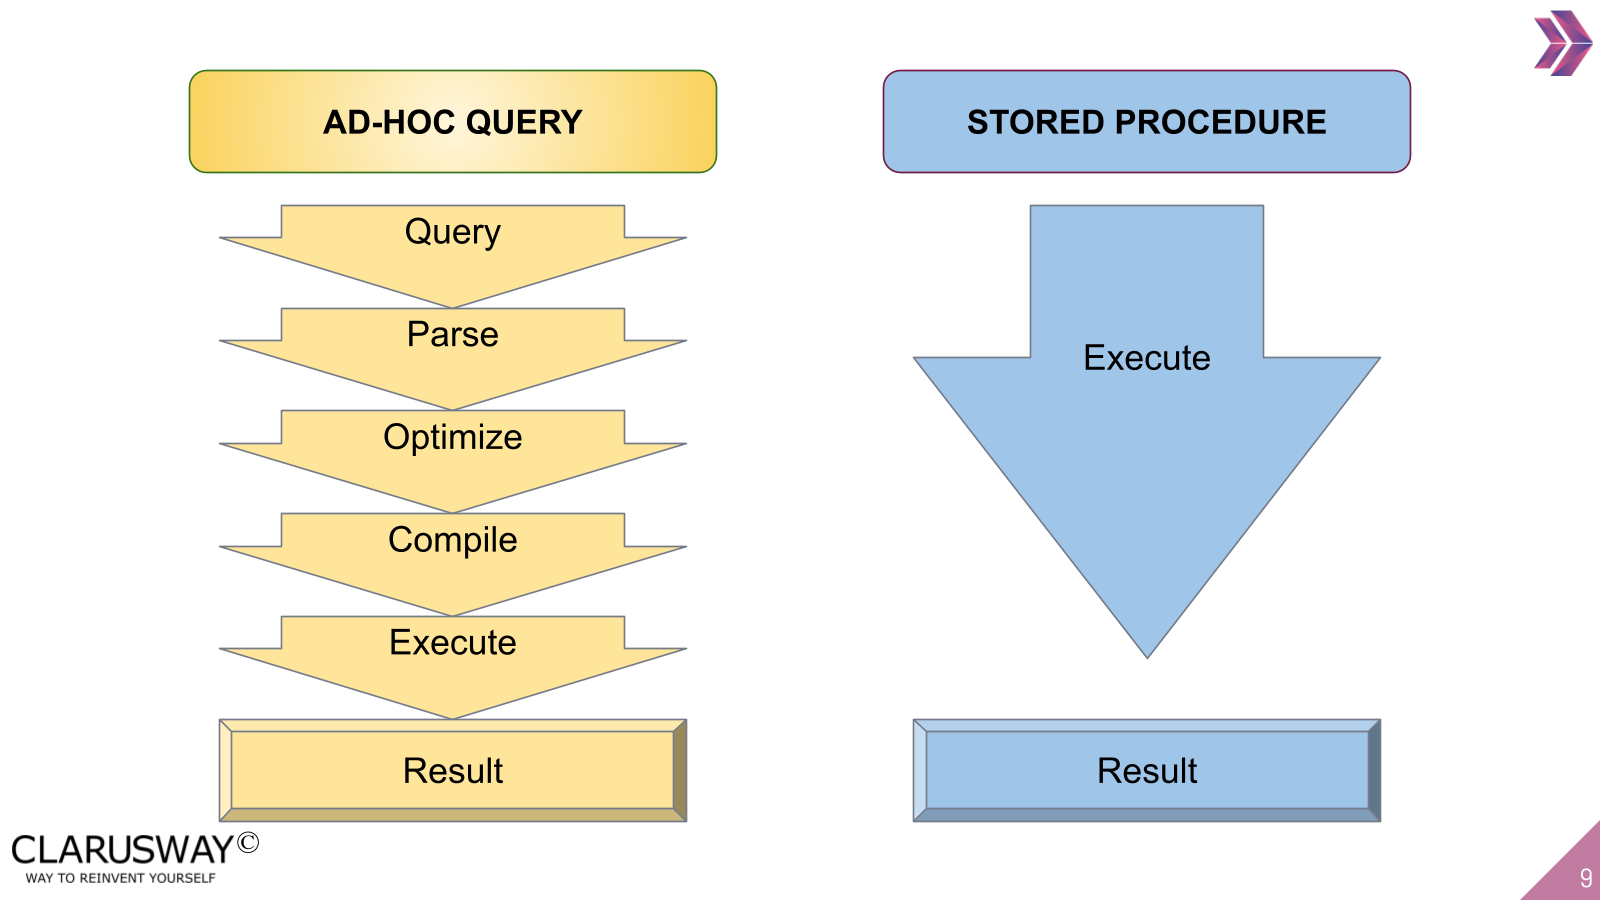 AD-HOC QUERY
Query
Parse
Optimize
Compile
Execute
Result
STORED PROCEDURE
Execute
Result
CLARUSWAY©
WAY TO REINVENT YOURSELF
9